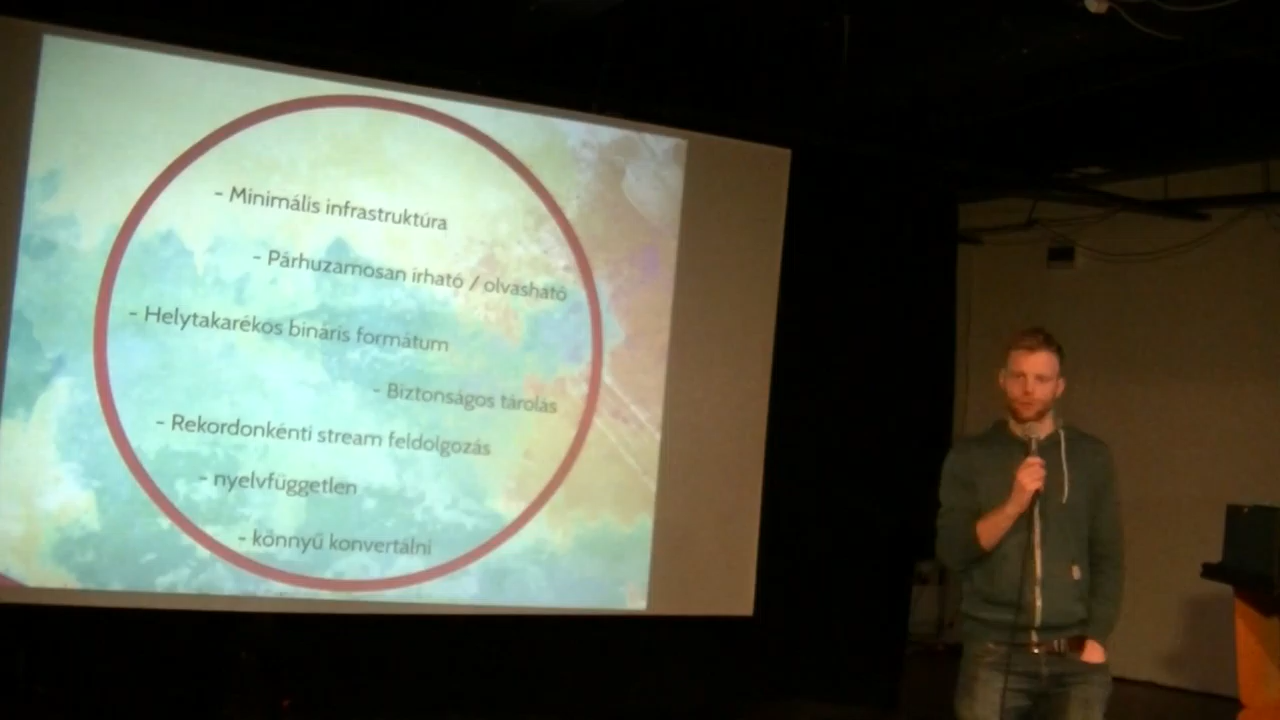 - Minimális infrastruktúra
- Párhuzamosan írható / olvasható
- Helytakarékos bináris formátum
- Biztonságos tárolás
- Rekordonkénti stream feldolgozás
- nyelvfüggetlen
- könnyű konvertálni